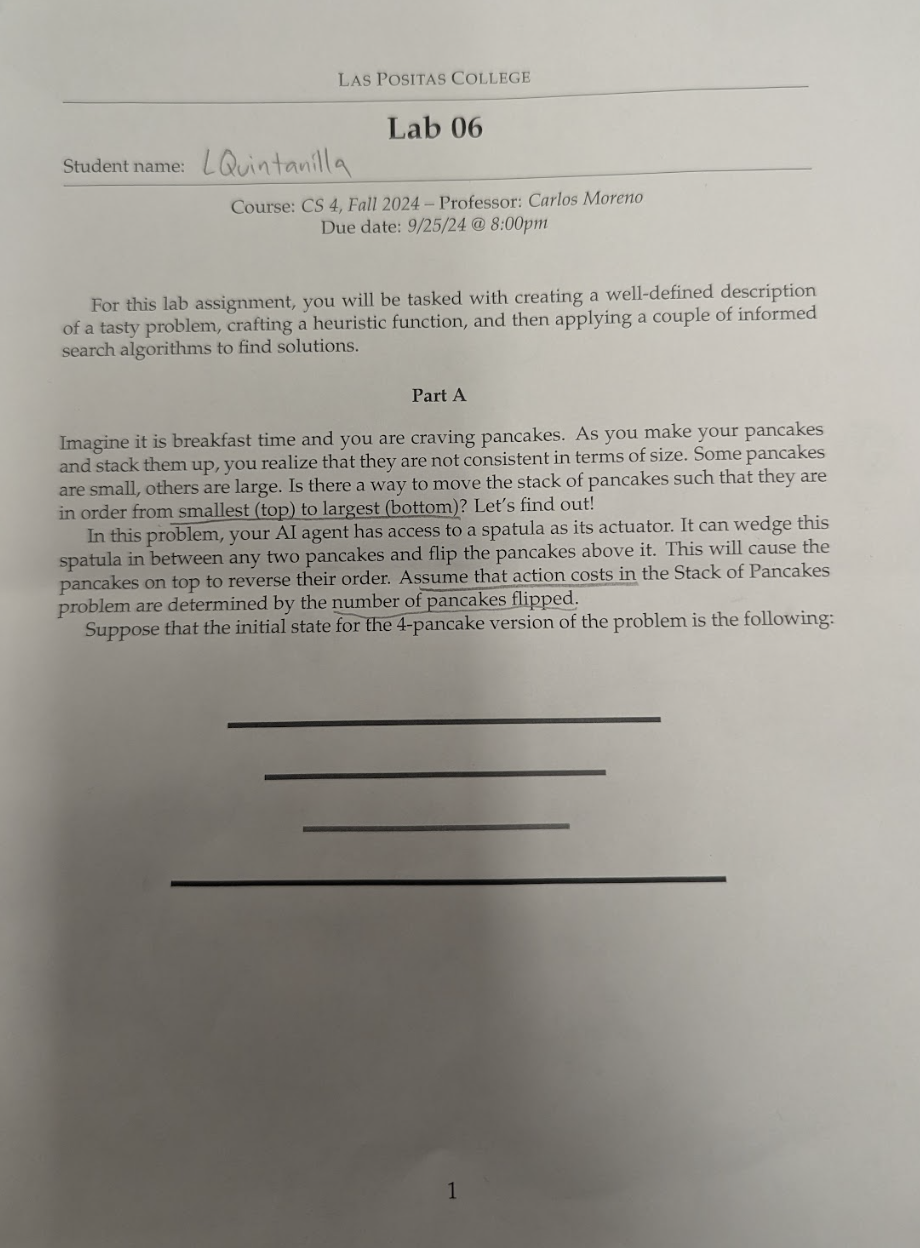 LAS POSITAS COLLEGE
Lab 06
Student name: LQuintanilla
Course: CS 4, Fall 2024 – Professor: Carlos Moreno
Due date: 9/25/24 @ 8:00pm
For this lab assignment, you will be tasked with creating a well-defined description
of a tasty problem, crafting a heuristic function, and then applying a couple of informed
search algorithms to find solutions.
Part A
Imagine it is breakfast time and you are craving pancakes. As you make your pancakes
and stack them up, you realize that they are not consistent in terms of size. Some pancakes
are small, others are large. Is there a way to move the stack of pancakes such that they are
in order from smallest (top) to largest (bottom)? Let's find out!
In this problem, your AI agent has access to a spatula as its actuator. It can wedge this
spatula in between any two pancakes and flip the pancakes above it. This will cause the
pancakes on top to reverse their order. Assume that action costs in the Stack of Pancakes
problem are determined by the number of pancakes flipped.
Suppose that the initial state for the 4-pancake version of the problem is the following:
1